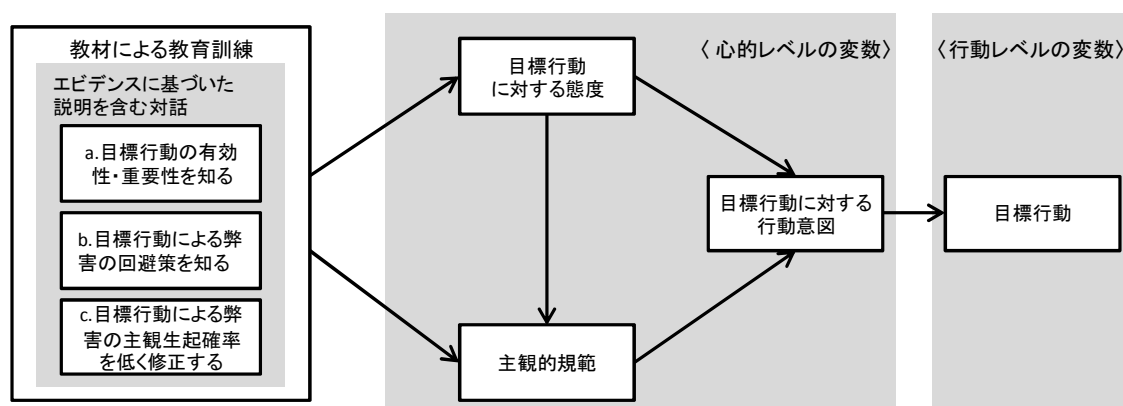 教材による教育訓練
エビデンスに基づいた
説明を含む対話
a.目標行動の有効
性・重要性を知る
b.目標行動による弊
害の回避策を知る
c.目標行動による弊
害の主観生起確率
を低く修正する
〈 心的レベルの変数〉
目標行動
に対する態度
主観的規範
目標行動に対する
行動意図
〈行動レベルの変数〉
目標行動